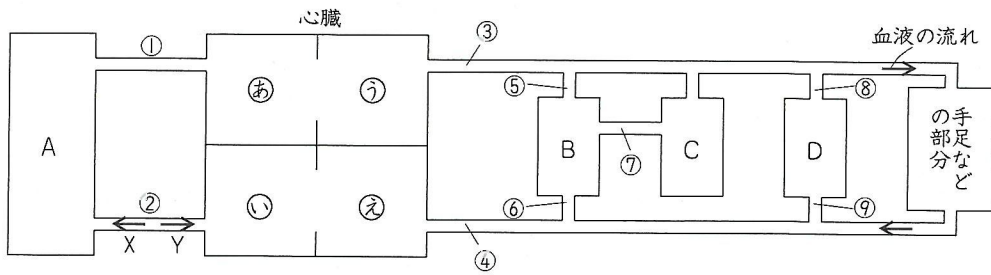 心臓
①
③
血液の流れ
あ
う
⑤
⑧
A
B
⑦
C
D
手足など
の部分
②
い
え
⑥
⑨
X
Y
④